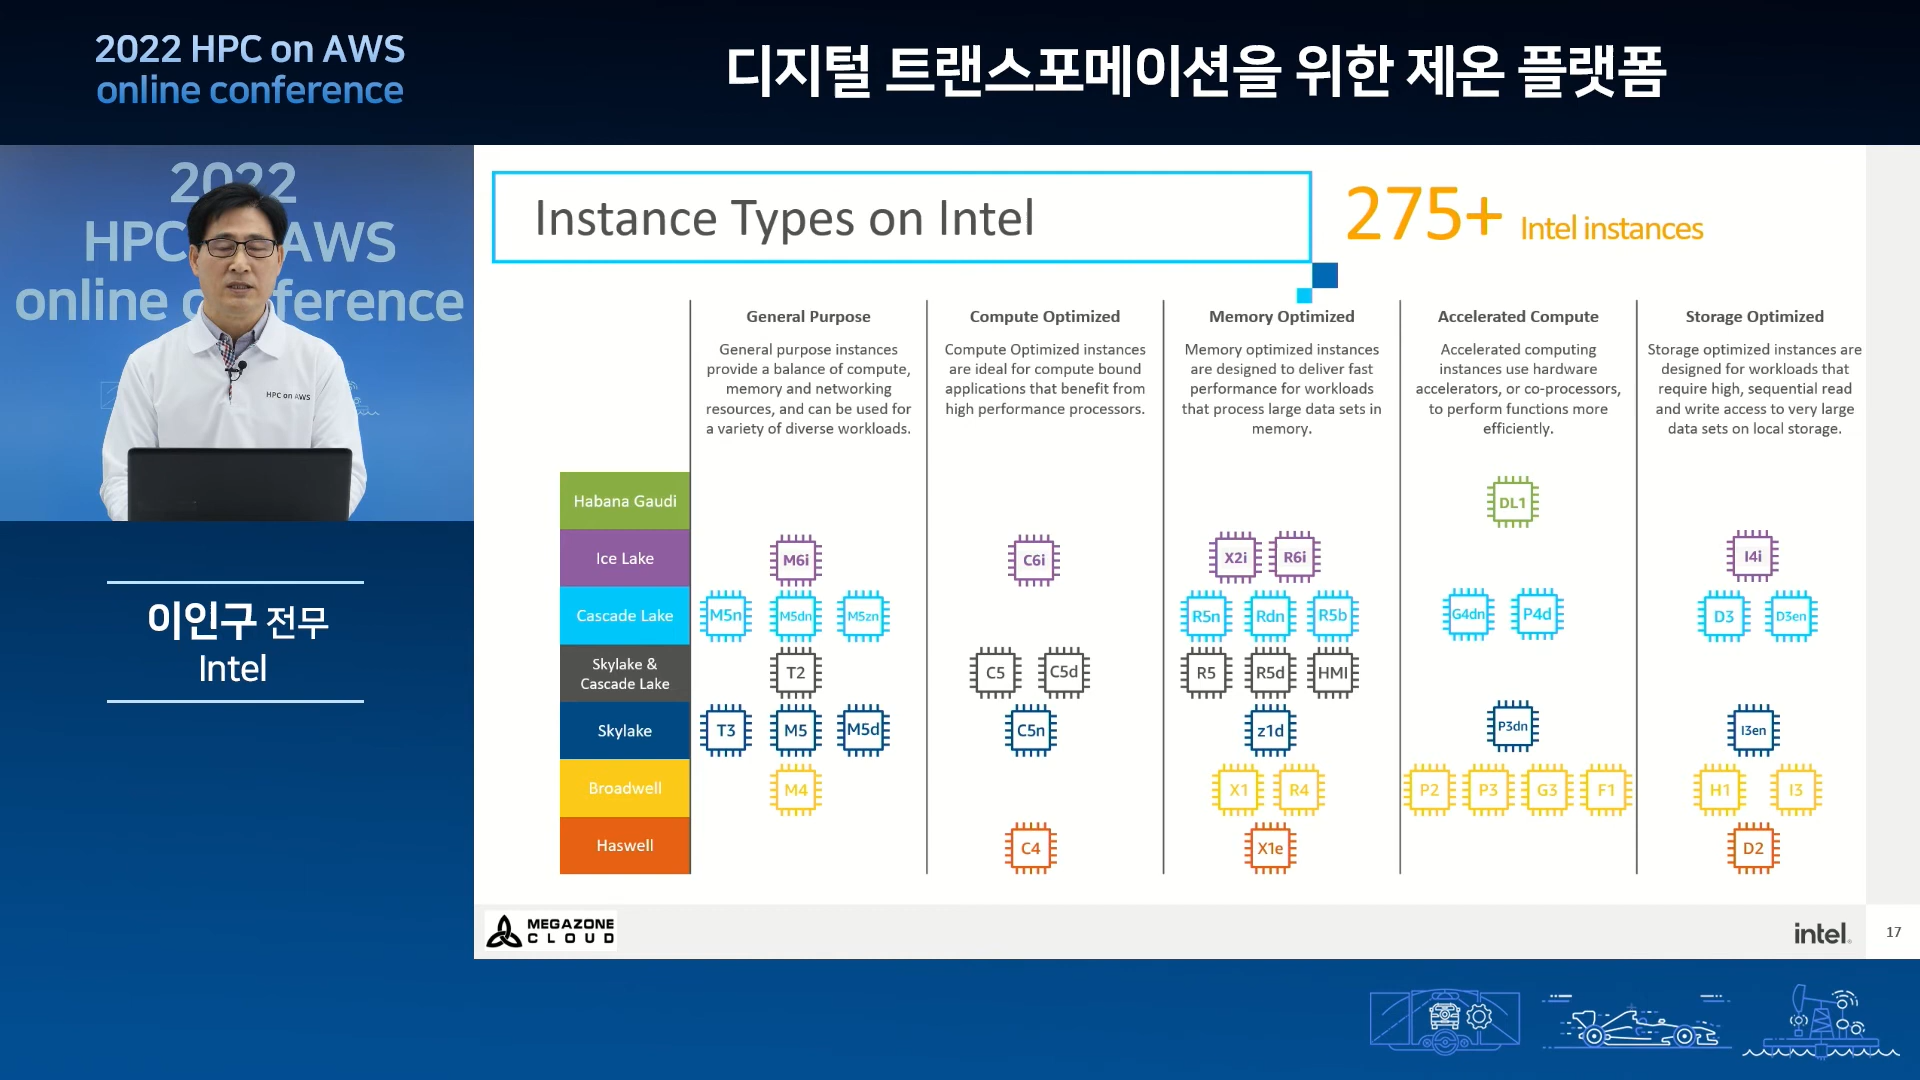 2022 HPC on AWS
online conference
디지털 트랜스포메이션을 위한 제온 플랫폼
2022
HPC AWS
online c ference
HPC on AWS
이인구 전무
Intel
Instance Types on Intel
275+ Intel instances
General Purpose
General purpose instances
provide a balance of compute,
memory and networking
resources, and can be used for
a variety of diverse workloads.
Compute Optimized
Compute Optimized instances
are ideal for compute bound
applications that benefit from
high performance processors.
Memory Optimized
Memory optimized instances
are designed to deliver fast
performance for workloads
that process large data sets in
memory.
Accelerated Compute
Accelerated computing
instances use hardware
accelerators, or co-processors,
to perform functions more
efficiently.
Storage Optimized
Storage optimized instances are
designed for workloads that
require high, sequential read
and write access to very large
data sets on local storage.
Habana Gaudi
DL1
Ice Lake
M6i C6i X2i R6i I4i
Cascade Lake
M5n M5dn M5zn R5n Rdn R5b G4dn P4d D3 D3en
Skylake &
Cascade Lake
T2 C5 C5d R5 R5d HMI
Skylake
T3 M5 M5d C5n z1d P3dn I3en
Broadwell
M4 X1 R4 P2 P3 G3 F1 H1 I3
Haswell
C4 X1e D2
MEGAZONE
CLOUD
intel.
17